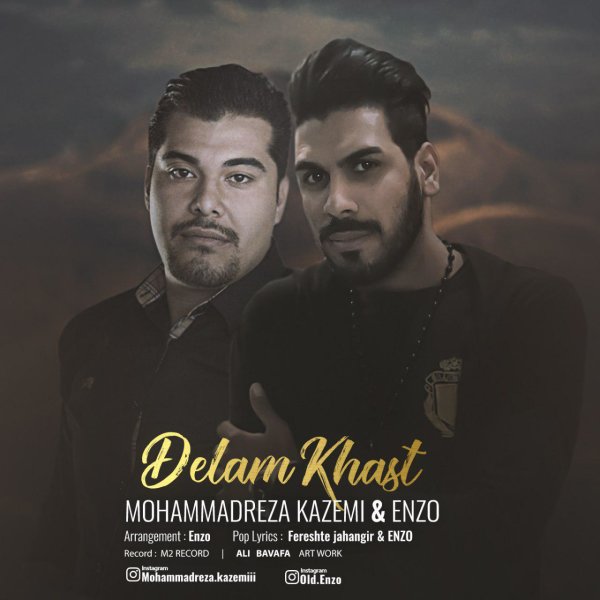 Delam Khast
MOHAMMADREZA KAZEMI & ENZO
Arrangement : Enzo Pop Lyrics : Fereshte jahangir & ENZO
Record : M2 RECORD | ALI BAVAFA ART WORK
Instagram Instagram
Mohammadreza.kazemiii Old.Enzo